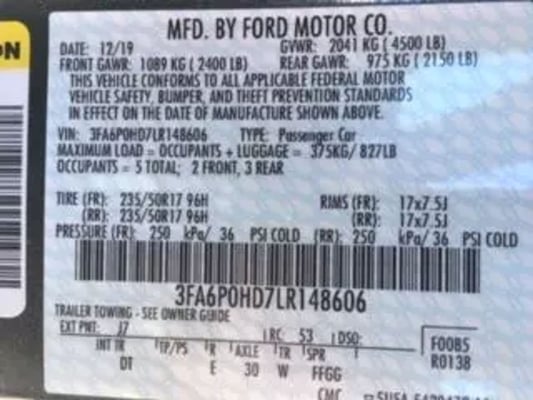 ON
MFD. BY FORD MOTOR CO.
DATE: 12/19 GVWR: 2041 KG (4500 LB)
FRONT GAWR: 1089 KG (2400 LB) REAR GAWR: 975 KG (2150 LB)
THIS VEHICLE CONFORMS TO ALL APPLICABLE FEDERAL MOTOR
VEHICLE SAFETY, BUMPER, AND THEFT PREVENTION STANDARDS
IN EFFECT ON THE DATE OF MANUFACTURE SHOWN ABOVE.
VIN: 3FA6P0HD7LR148606 TYPE: Passenger Car
MAXIMUM LOAD = OCCUPANTS + LUGGAGE = 375KG/ 827LB
OCCUPANTS = 5 TOTAL; 2 FRONT, 3 REAR
TIRE (FR): 235/50R17 96H RIMS (FR): 17x7.5J
(RR): 235/50R17 96H (RR): 17x7.5J
PRESSURE (FR): 250 kPa/ 36 PSI COLD (RR): 250 kPa/ 36 PSI COLD
3FA6P0HD7LR148606
TRAILER TOWING - SEE OWNER GUIDE
EXT PNT: J7 RC: 53 DSO: F0085
INT TR TP/PS R AXLE TR SPR R0138
DT E 30 W FFGG
CMC